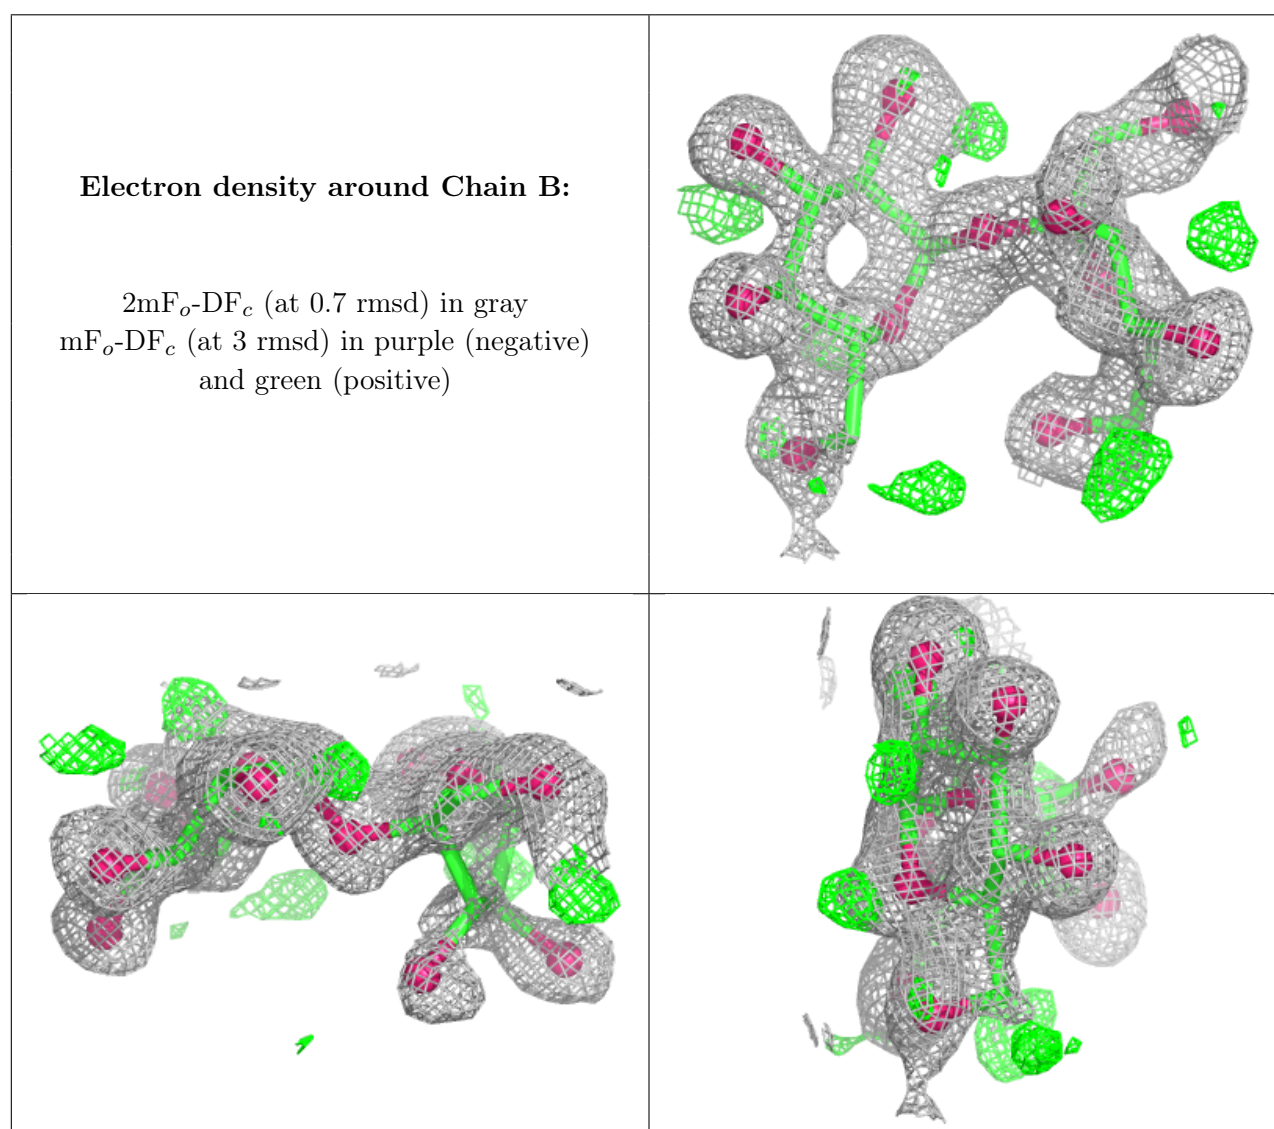 Electron density around Chain B:
2mFo-DFc (at 0.7 rmsd) in gray
mFo-DFc (at 3 rmsd) in purple (negative)
and green (positive)